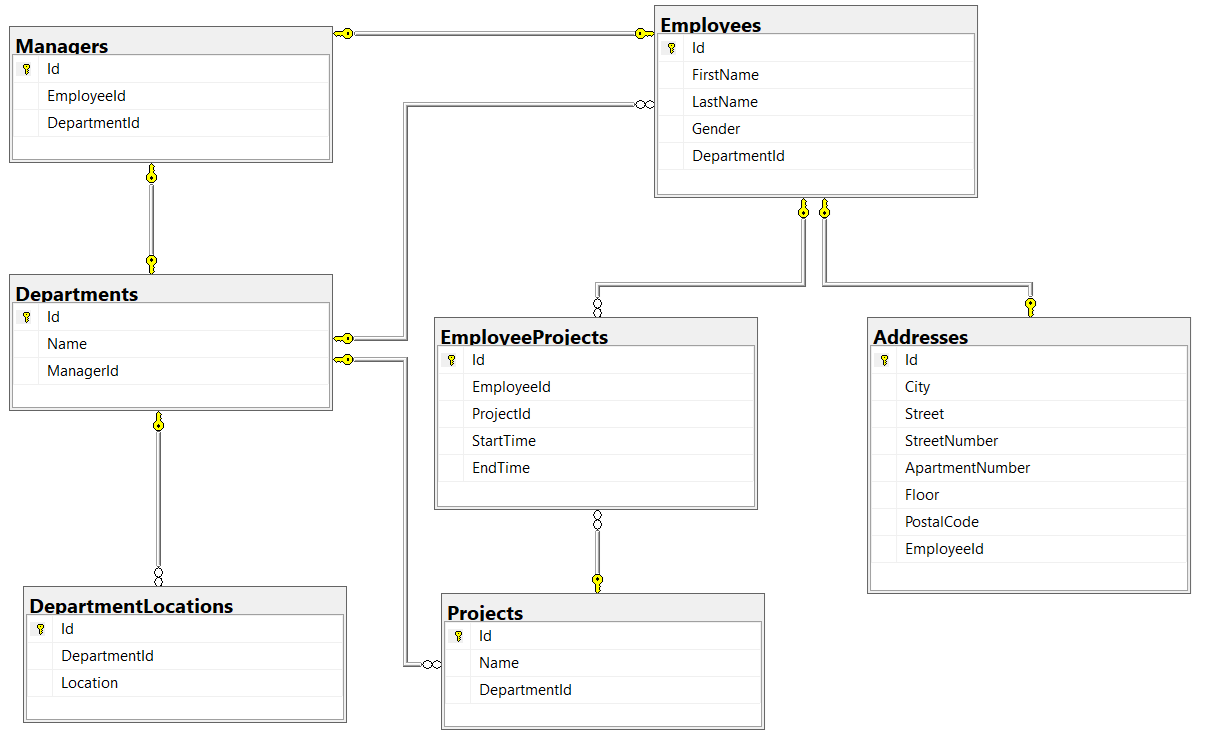 Managers
Id
EmployeeId
DepartmentId
Employees
Id
FirstName
LastName
Gender
DepartmentId
Departments
Id
Name
ManagerId
EmployeeProjects
Id
EmployeeId
ProjectId
StartTime
EndTime
Addresses
Id
City
Street
StreetNumber
ApartmentNumber
Floor
PostalCode
EmployeeId
DepartmentLocations
Id
DepartmentId
Location
Projects
Id
Name
DepartmentId